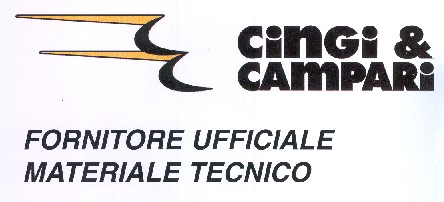 CiNGi &
CAMPARi
FORNITORE UFFICIALE
MATERIALE TECNICO